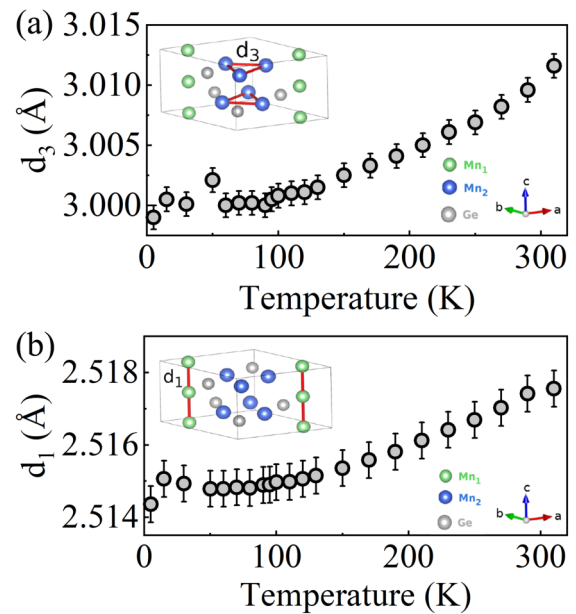 (a)
d3
3.015
3.010
3.005
3.000
d3 (Å)
Mn1
Mn2
Ge
c
b
a
0
100
200
300
Temperature (K)
(b)
d1
2.518
2.516
2.514
d1 (Å)
Mn1
Mn2
Ge
c
b
a
0
100
200
300
Temperature (K)